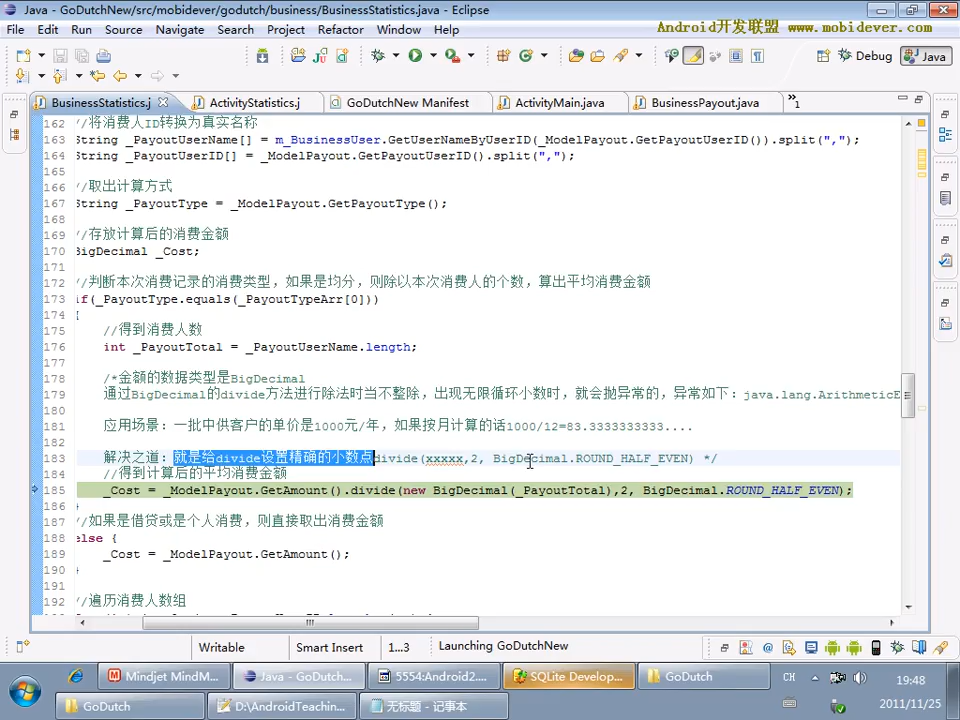 Java - GoDutchNew/src/mobidever/godutch/business/BusinessStatistics.java - Eclipse
File Edit Run Source Navigate Search Project Refactor Window Help
Android开发联盟 www.mobidever.com
Debug Java
BusinessStatistics.j ActivityStatistics.j GoDutchNew Manifest ActivityMain.java BusinessPayout.java »1
162 //将消费人ID转换为真实名称
163 String _PayoutUserName[] = m_BusinessUser.GetUserNameByUserID(_ModelPayout.GetPayoutUserID()).split(",");
164 String _PayoutUserID[] = _ModelPayout.GetPayoutUserID().split(",");
165
166 //取出计算方式
167 String _PayoutType = _ModelPayout.GetPayoutType();
168
169 //存放计算后的消费金额
170 BigDecimal _Cost;
171
172 //判断本次消费记录的消费类型，如果是均分，则除以本次消费人的个数，算出平均消费金额
173 if(_PayoutType.equals(_PayoutTypeArr[0]))
174 {
175 //得到消费人数
176 int _PayoutTotal = _PayoutUserName.length;
177
178 /*金额的数据类型是BigDecimal
179 通过BigDecimal的divide方法进行除法时当不整除，出现无限循环小数时，就会抛异常的，异常如下：java.lang.ArithmeticE
180
181 应用场景：一批中供客户的单价是1000元/年，如果按月计算的话1000/12=83.3333333333....
182
183 解决之道：就是给divide设置精确的小数点divide(xxxxx,2, BigDecimal.ROUND_HALF_EVEN) */
184 //得到计算后的平均消费金额
185 _Cost = _ModelPayout.GetAmount().divide(new BigDecimal(_PayoutTotal),2, BigDecimal.ROUND_HALF_EVEN);
186 }
187 //如果是借贷或是个人消费，则直接取出消费金额
188 else {
189 _Cost = _ModelPayout.GetAmount();
190 }
191
192 //遍历消费人数组
Writable Smart Insert 1...3 Launching GoDutchNew
Mindjet MindM... Java - GoDutch... 5554:Android2.... SQLite Develop... GoDutch CH 19:48
GoDutch D:\AndroidTeachin... 无标题 - 记事本 2011/11/25